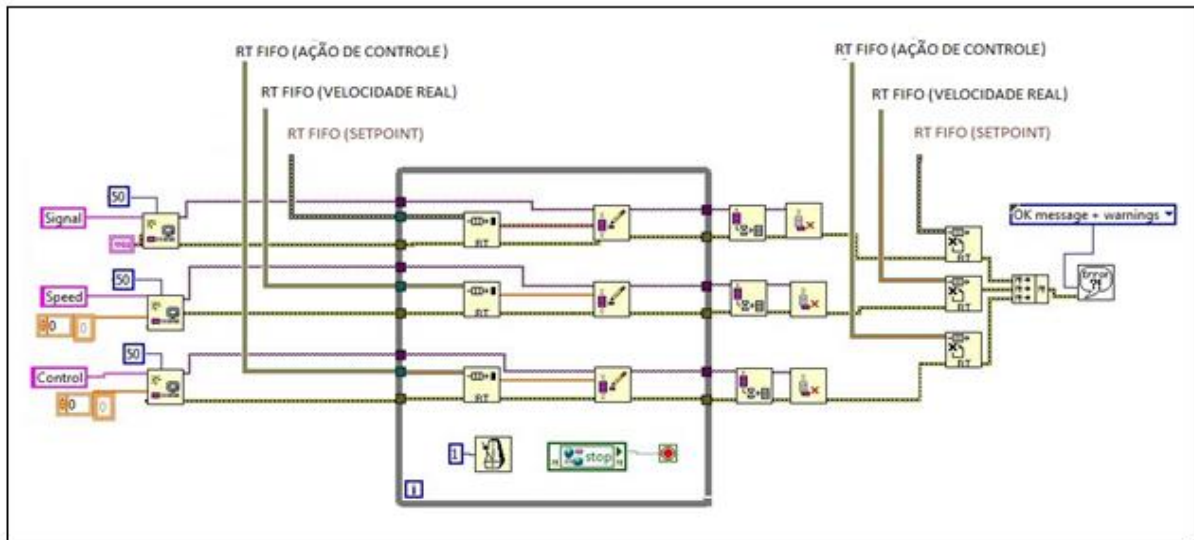 RT FIFO (AÇÃO DE CONTROLE)
RT FIFO (VELOCIDADE REAL)
RT FIFO (SETPOINT)
RT FIFO (AÇÃO DE CONTROLE)
RT FIFO (VELOCIDADE REAL)
RT FIFO (SETPOINT)
50
Signal
RT
50
Speed
0 0
RT
50
Control
0 0
RT
1
stop
i
OK message + warnings
RT
RT
RT
Error
?!